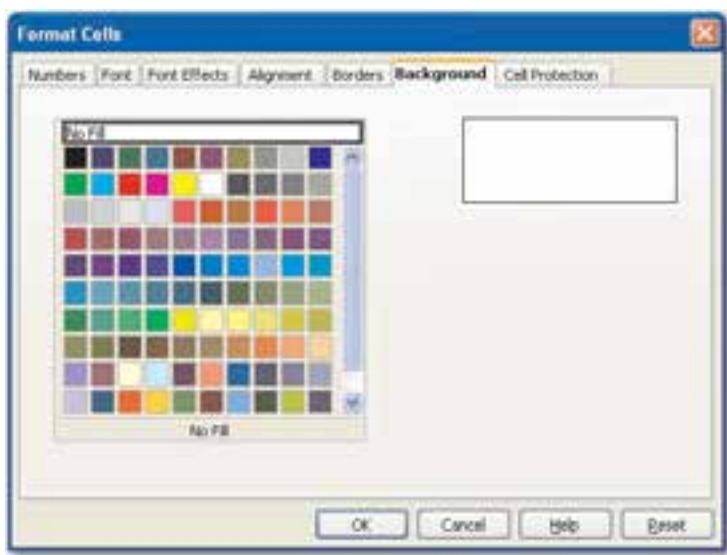 Format Cells
Numbers Font Font Effects Alignment Borders Background Cell Protection
No Fill
No Fill
OK Cancel Help Reset